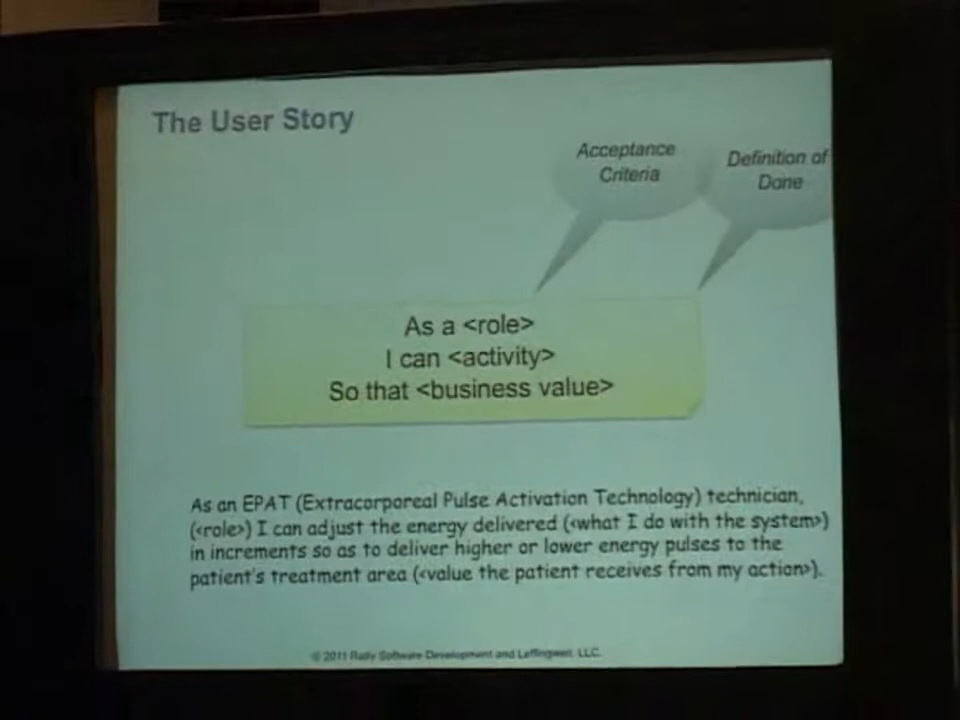 The User Story
Acceptance
Criteria
Definition of
Done
As a <role>
I can <activity>
So that <business value>
As an EPAT (Extracorporeal Pulse Activation Technology) technician,
(<role>) I can adjust the energy delivered (<what I do with the system>)
in increments so as to deliver higher or lower energy pulses to the
patient's treatment area (<value the patient receives from my action>).
© 2011 Rally Software Development and Leffingwell, LLC.